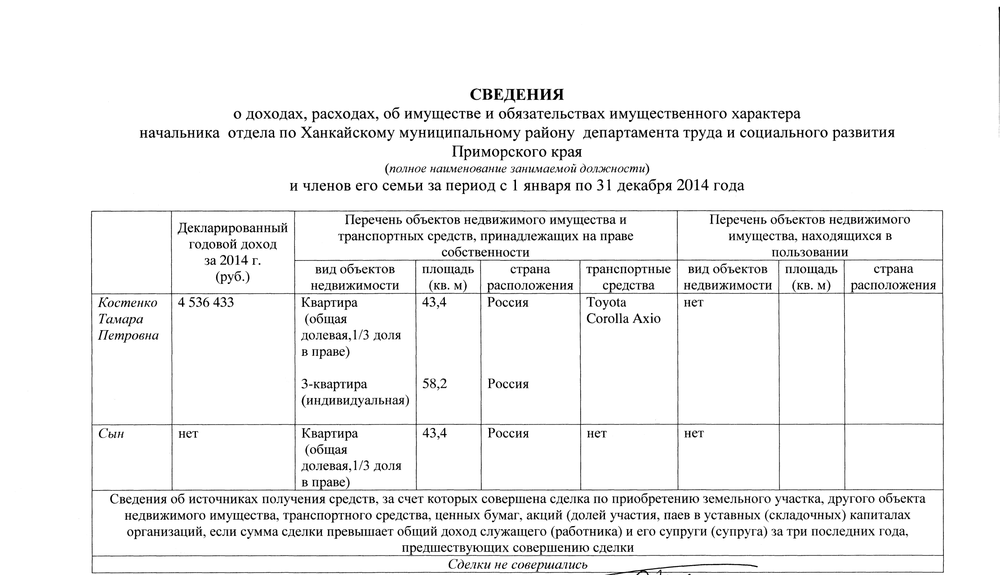 СВЕДЕНИЯ
о доходах, расходах, об имуществе и обязательствах имущественного характера
начальника отдела по Ханкайскому муниципальному району департамента труда и социального развития
Приморского края
(полное наименование занимаемой должности)
и членов его семьи за период с 1 января по 31 декабря 2014 года
Декларированный
годовой доход
за 2014 г.
(руб.)
Перечень объектов недвижимого имущества и
транспортных средств, принадлежащих на праве
собственности
Перечень объектов недвижимого
имущества, находящихся в
пользовании
вид объектов
недвижимости
площадь
(кв. м)
страна
расположения
транспортные
средства
вид объектов
недвижимости
площадь
(кв. м)
страна
расположения
Костенко
Тамара
Петровна
4 536 433
Квартира
(общая
долевая,1/3 доля
в праве)
43,4
Россия
Toyota
Corolla Axio
нет
3-квартира
(индивидуальная)
58,2
Россия
Сын
нет
Квартира
(общая
долевая,1/3 доля
в праве)
43,4
Россия
нет
нет
Сведения об источниках получения средств, за счет которых совершена сделка по приобретению земельного участка, другого объекта
недвижимого имущества, транспортного средства, ценных бумаг, акций (долей участия, паев в уставных (складочных) капиталах
организаций, если сумма сделки превышает общий доход служащего (работника) и его супруги (супруга) за три последних года,
предшествующих совершению сделки
Сделки не совершались